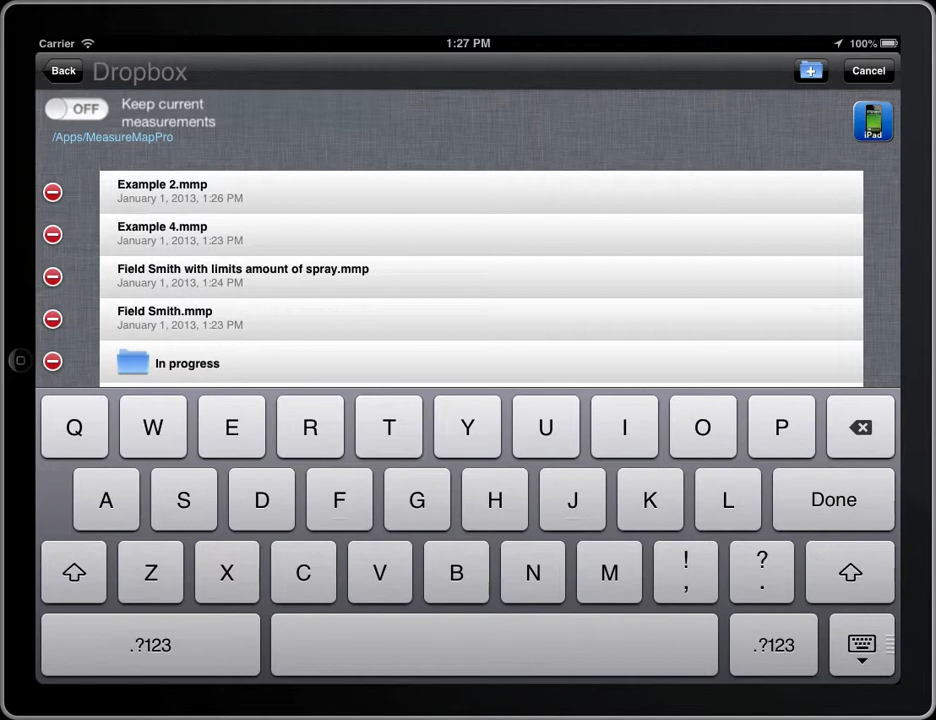 Carrier 1:27 PM 100%
Back Dropbox Cancel
OFF Keep current
measurements
/Apps/MeasureMapPro
iPad
Example 2.mmp
January 1, 2013, 1:26 PM
Example 4.mmp
January 1, 2013, 1:23 PM
Field Smith with limits amount of spray.mmp
January 1, 2013, 1:24 PM
Field Smith.mmp
January 1, 2013, 1:23 PM
In progress
Q W E R T Y U I O P
A S D F G H J K L Done
Z X C V B N M ! , ? .
.?123 .?123